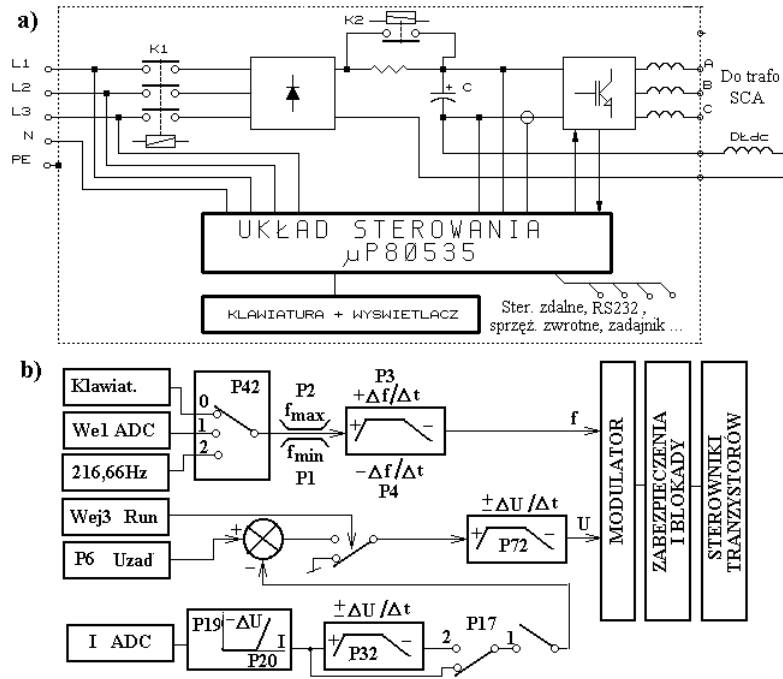 a)
K2
K1
L1
L2
L3
N
PE
+
C
A
B
C
Do trafo
SCA
DŁdc
UKŁAD STEROWANIA
µP80535
KLAWIATURA + WYSWIETLACZ
Ster. zdalne, RS232 ,
sprzęż. zwrotne, zadajnik ...
b)
Klawiat.
We1 ADC
216,66Hz
0
1
2
P42
P2
fmax
fmin
P1
P3
+Δf/Δt
+ −
−Δf/Δt
P4
f
Wej3 Run
P6 Uzad
+
−
± ΔU/Δt
+ −
P72
U
MODULATOR
ZABEZPIECZENIA
I BLOKADY
STEROWNIKI
TRANZYSTORÓW
I ADC
P19
−ΔU
I
P20
± ΔU/Δt
+ −
P32
2
P17
1